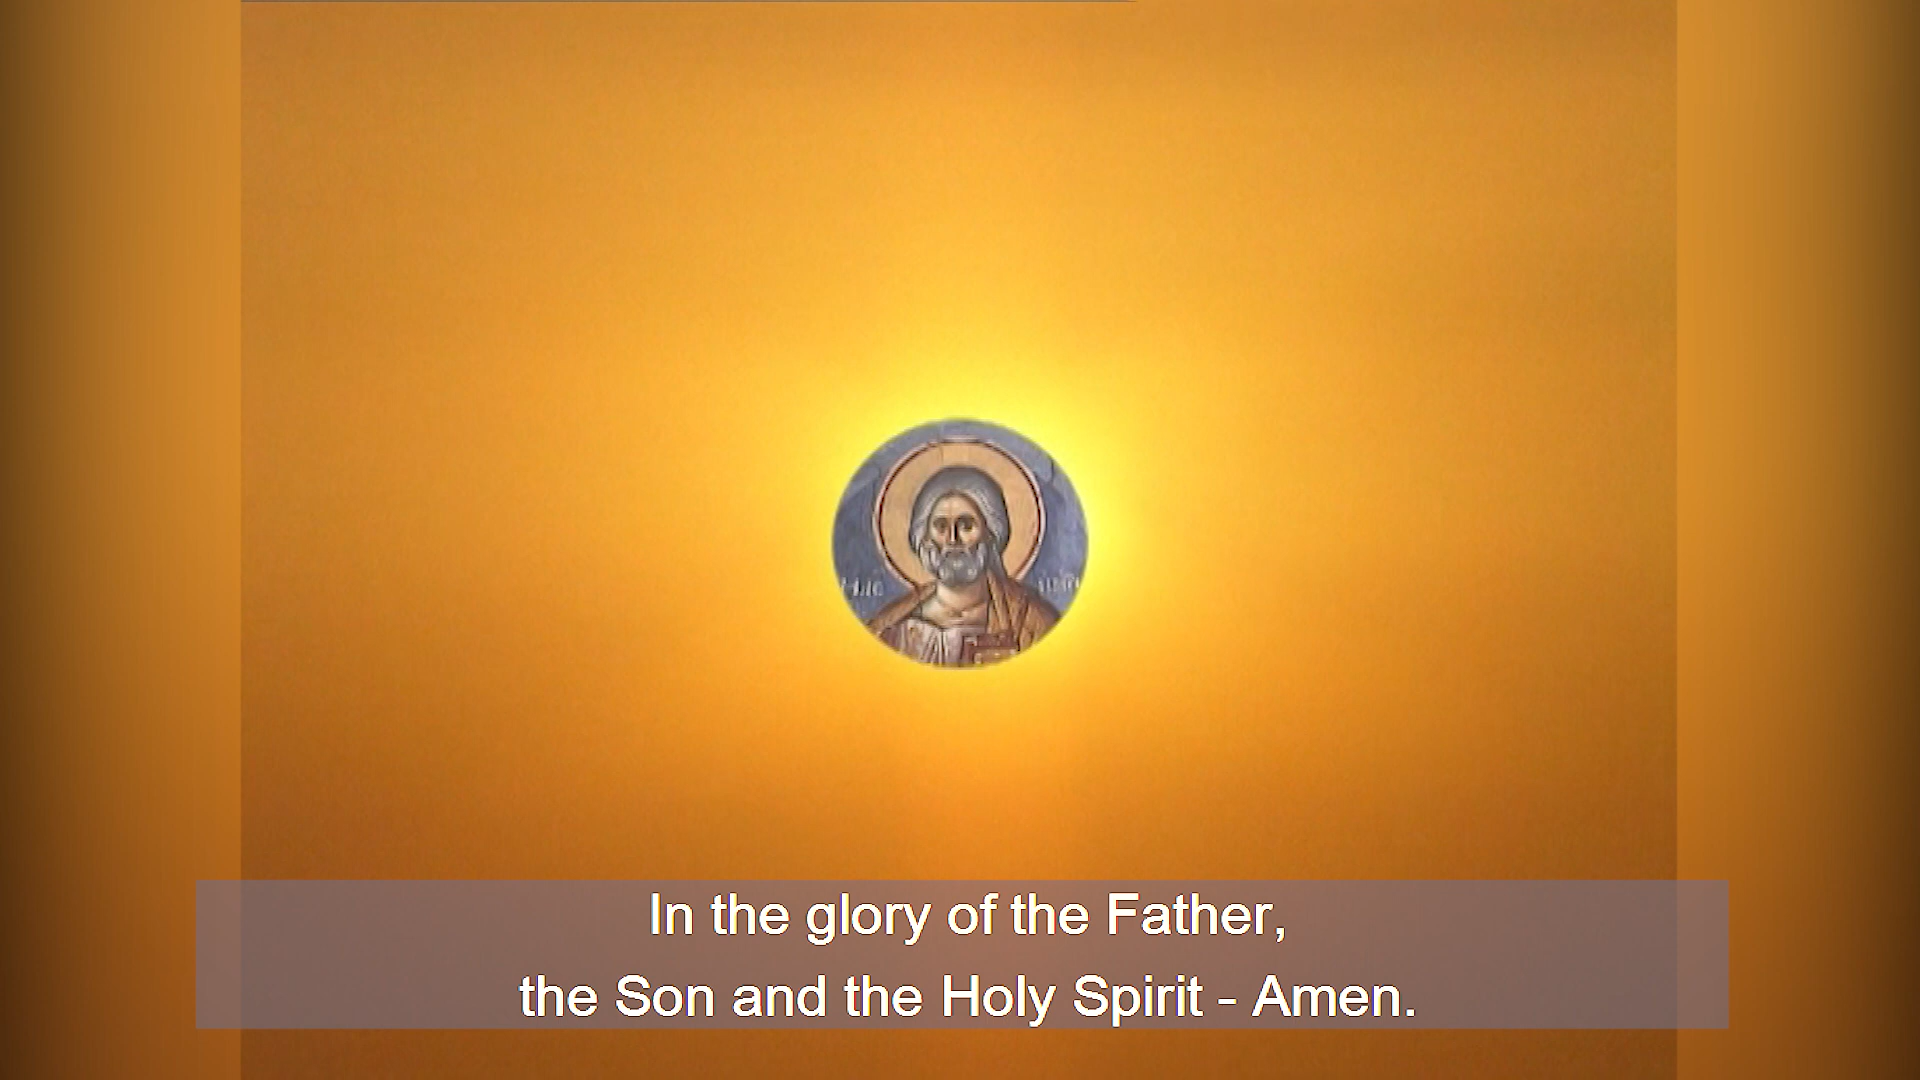 In the glory of the Father,
the Son and the Holy Spirit - Amen.